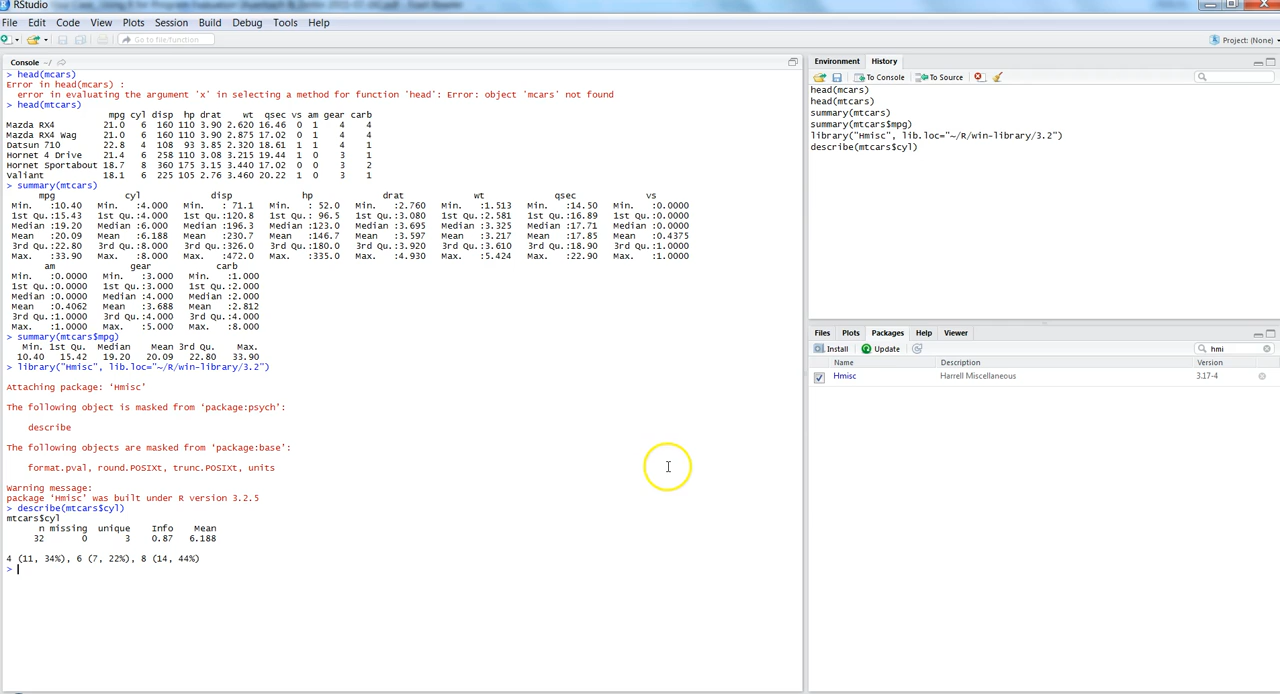 RStudio
File Edit Code View Plots Session Build Debug Tools Help
Go to file/function Project: (None)
Console ~/
> head(mcars)
Error in head(mcars) :
error in evaluating the argument 'x' in selecting a method for function 'head': Error: object 'mcars' not found
> head(mtcars)
mpg cyl disp hp drat wt qsec vs am gear carb
Mazda RX4 21.0 6 160 110 3.90 2.620 16.46 0 1 4 4
Mazda RX4 Wag 21.0 6 160 110 3.90 2.875 17.02 0 1 4 4
Datsun 710 22.8 4 108 93 3.85 2.320 18.61 1 1 4 1
Hornet 4 Drive 21.4 6 258 110 3.08 3.215 19.44 1 0 3 1
Hornet Sportabout 18.7 8 360 175 3.15 3.440 17.02 0 0 3 2
Valiant 18.1 6 225 105 2.76 3.460 20.22 1 0 3 1
> summary(mtcars)
mpg cyl disp hp drat wt qsec vs
Min. :10.40 Min. :4.000 Min. : 71.1 Min. : 52.0 Min. :2.760 Min. :1.513 Min. :14.50 Min. :0.0000
1st Qu.:15.43 1st Qu.:4.000 1st Qu.:120.8 1st Qu.: 96.5 1st Qu.:3.080 1st Qu.:2.581 1st Qu.:16.89 1st Qu.:0.0000
Median :19.20 Median :6.000 Median :196.3 Median :123.0 Median :3.695 Median :3.325 Median :17.71 Median :0.0000
Mean :20.09 Mean :6.188 Mean :230.7 Mean :146.7 Mean :3.597 Mean :3.217 Mean :17.85 Mean :0.4375
3rd Qu.:22.80 3rd Qu.:8.000 3rd Qu.:326.0 3rd Qu.:180.0 3rd Qu.:3.920 3rd Qu.:3.610 3rd Qu.:18.90 3rd Qu.:1.0000
Max. :33.90 Max. :8.000 Max. :472.0 Max. :335.0 Max. :4.930 Max. :5.424 Max. :22.90 Max. :1.0000
am gear carb
Min. :0.0000 Min. :3.000 Min. :1.000
1st Qu.:0.0000 1st Qu.:3.000 1st Qu.:2.000
Median :0.0000 Median :4.000 Median :2.000
Mean :0.4062 Mean :3.688 Mean :2.812
3rd Qu.:1.0000 3rd Qu.:4.000 3rd Qu.:4.000
Max. :1.0000 Max. :5.000 Max. :8.000
> summary(mtcars$mpg)
Min. 1st Qu. Median Mean 3rd Qu. Max.
10.40 15.42 19.20 20.09 22.80 33.90
> library("Hmisc", lib.loc="~/R/win-library/3.2")
Attaching package: 'Hmisc'
The following object is masked from 'package:psych':
describe
The following objects are masked from 'package:base':
format.pval, round.POSIXt, trunc.POSIXt, units
Warning message:
package 'Hmisc' was built under R version 3.2.5
> describe(mtcars$cyl)
mtcars$cyl
n missing unique Info Mean
32 0 3 0.87 6.188
4 (11, 34%), 6 (7, 22%), 8 (14, 44%)
>
Environment History
To Console To Source
head(mcars)
head(mtcars)
summary(mtcars)
summary(mtcars$mpg)
library("Hmisc", lib.loc="~/R/win-library/3.2")
describe(mtcars$cyl)
Files Plots Packages Help Viewer
Install Update hmi
Name Description Version
Hmisc Harrell Miscellaneous 3.17-4